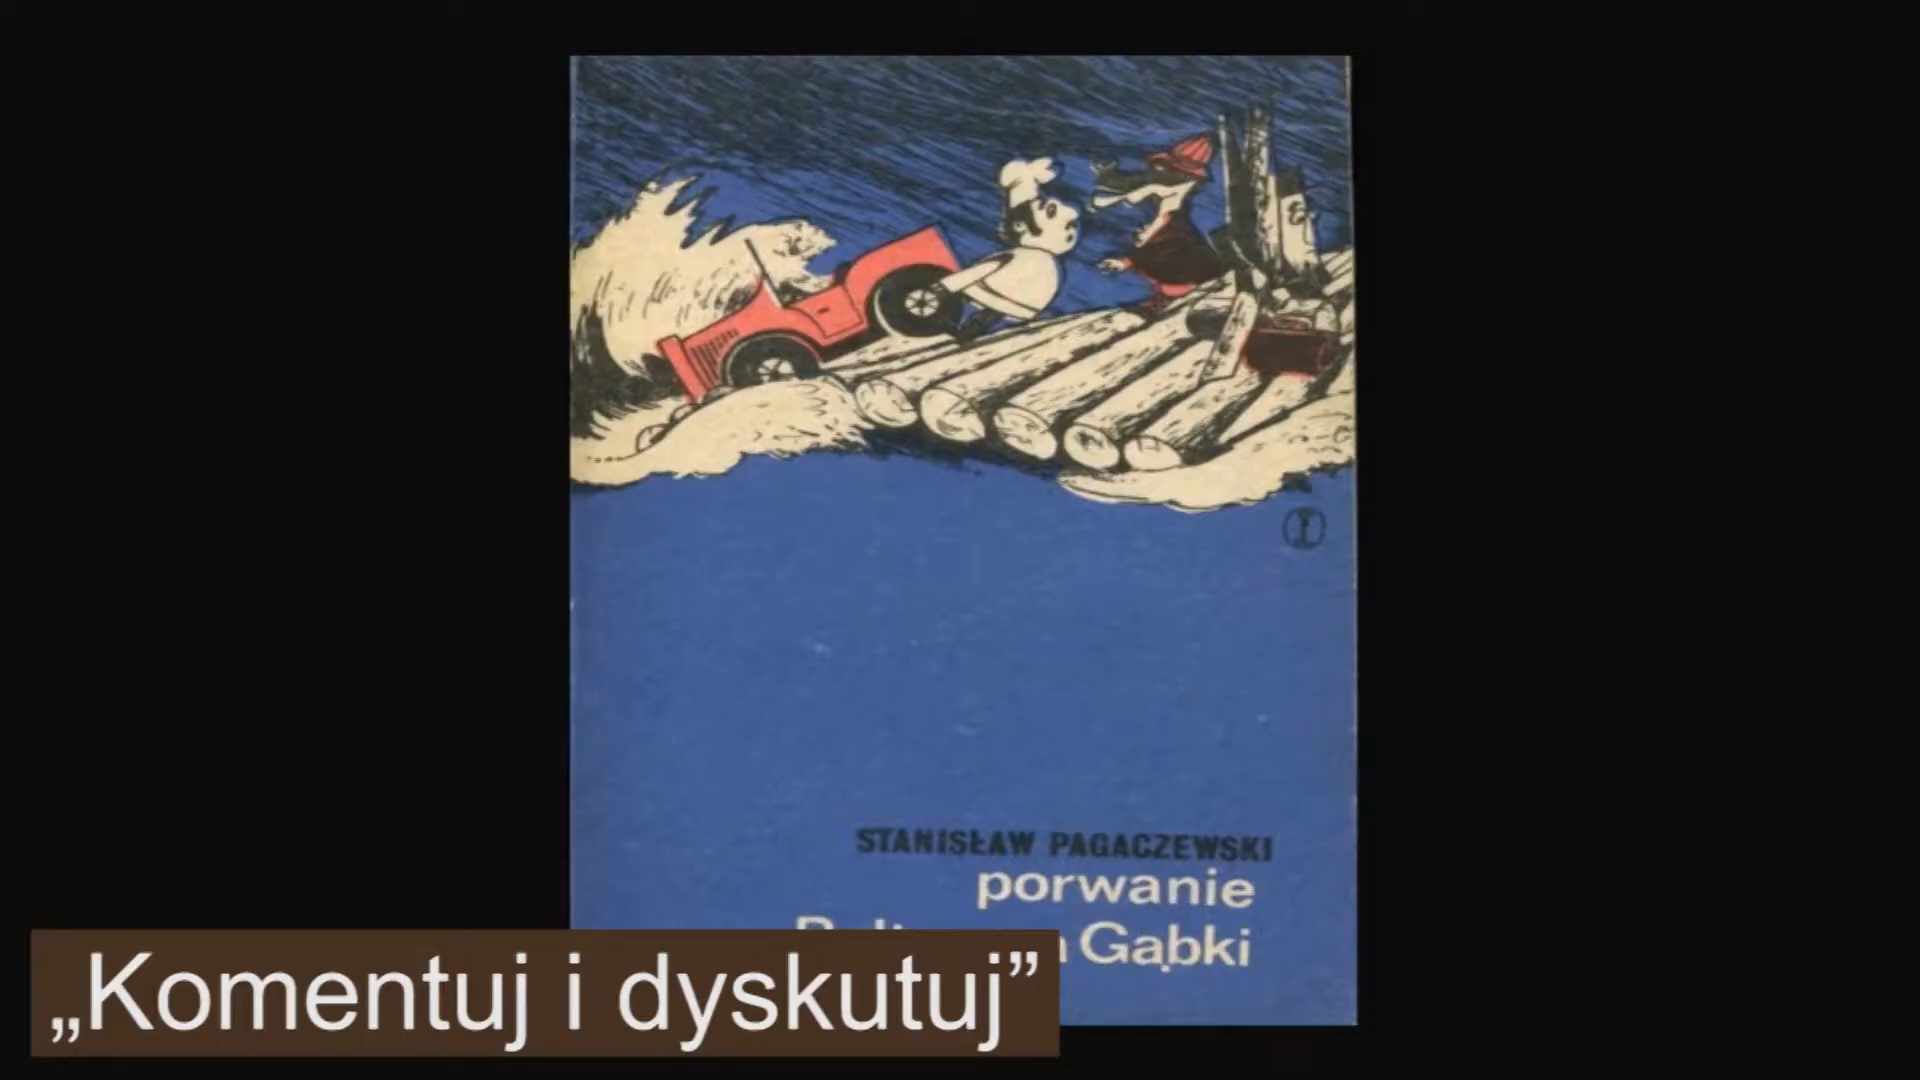 STANISŁAW PAGACZEWSKI
porwanie
Gąbki
„Komentuj i dyskutuj”